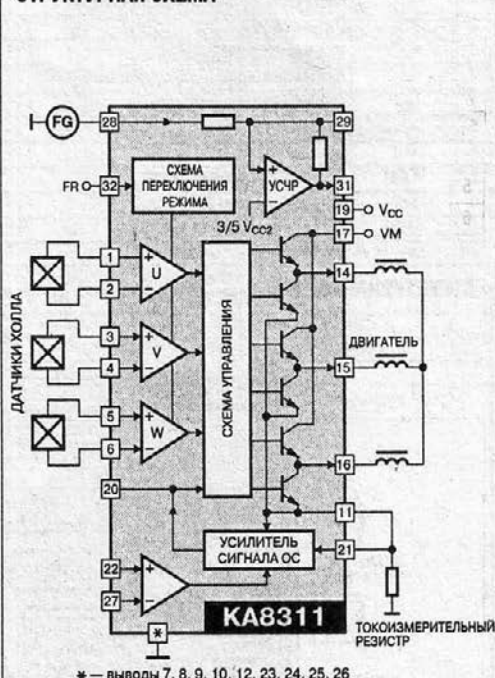 СТРУКТУРНАЯ СХЕМА
FG
28
29
FR
32
СХЕМА
ПЕРЕКЛЮЧЕНИЯ
РЕЖИМА
+
−
УСЧР
31
3/5 VCC2
19
VCC
17
VM
ДАТЧИКИ ХОЛЛА
1
2
+
−
U
14
3
4
+
−
V
СХЕМА УПРАВЛЕНИЯ
ДВИГАТЕЛЬ
15
5
6
+
−
W
16
20
11
УСИЛИТЕЛЬ
СИГНАЛА ОС
21
22
27
+
−
KA8311
ТОКОИЗМЕРИТЕЛЬНЫЙ
РЕЗИСТР
*
* — ВЫВОДЫ 7, 8, 9, 10, 12, 23, 24, 25, 26